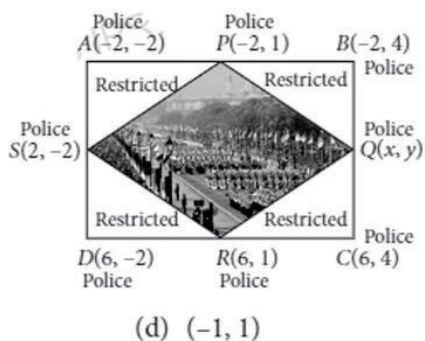 Police Police
A(−2, −2) P(−2, 1) B(−2, 4)
Restricted Restricted Police
Police Police
S(2, −2) Q(x, y)
Restricted Restricted
Police
D(6, −2) R(6, 1) C(6, 4)
Police Police
(d) (−1, 1)